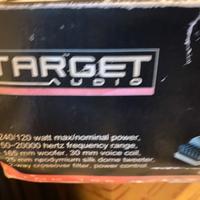 TARGET
AUDIO
240/120 watt max/nominal power,
50-20000 hertz frequency range,
165 mm woofer, 30 mm voice coil,
25 mm neodymium silk dome tweeter,
way crossover filter, power control